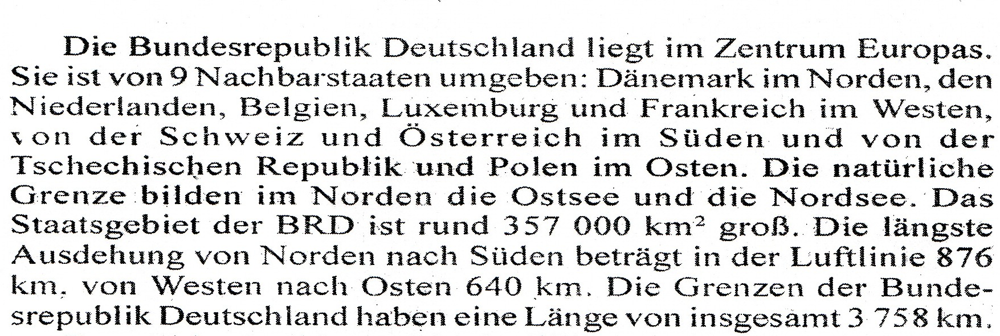 Die Bundesrepublik Deutschland liegt im Zentrum Europas.
Sie ist von 9 Nachbarstaaten umgeben: Dänemark im Norden, den
Niederlanden, Belgien, Luxemburg und Frankreich im Westen,
von der Schweiz und Österreich im Süden und von der
Tschechischen Republik und Polen im Osten. Die natürliche
Grenze bilden im Norden die Ostsee und die Nordsee. Das
Staatsgebiet der BRD ist rund 357 000 km² groß. Die längste
Ausdehung von Norden nach Süden beträgt in der Luftlinie 876
km, von Westen nach Osten 640 km. Die Grenzen der Bunde-
srepublik Deutschland haben eine Länge von insgesamt 3 758 km.